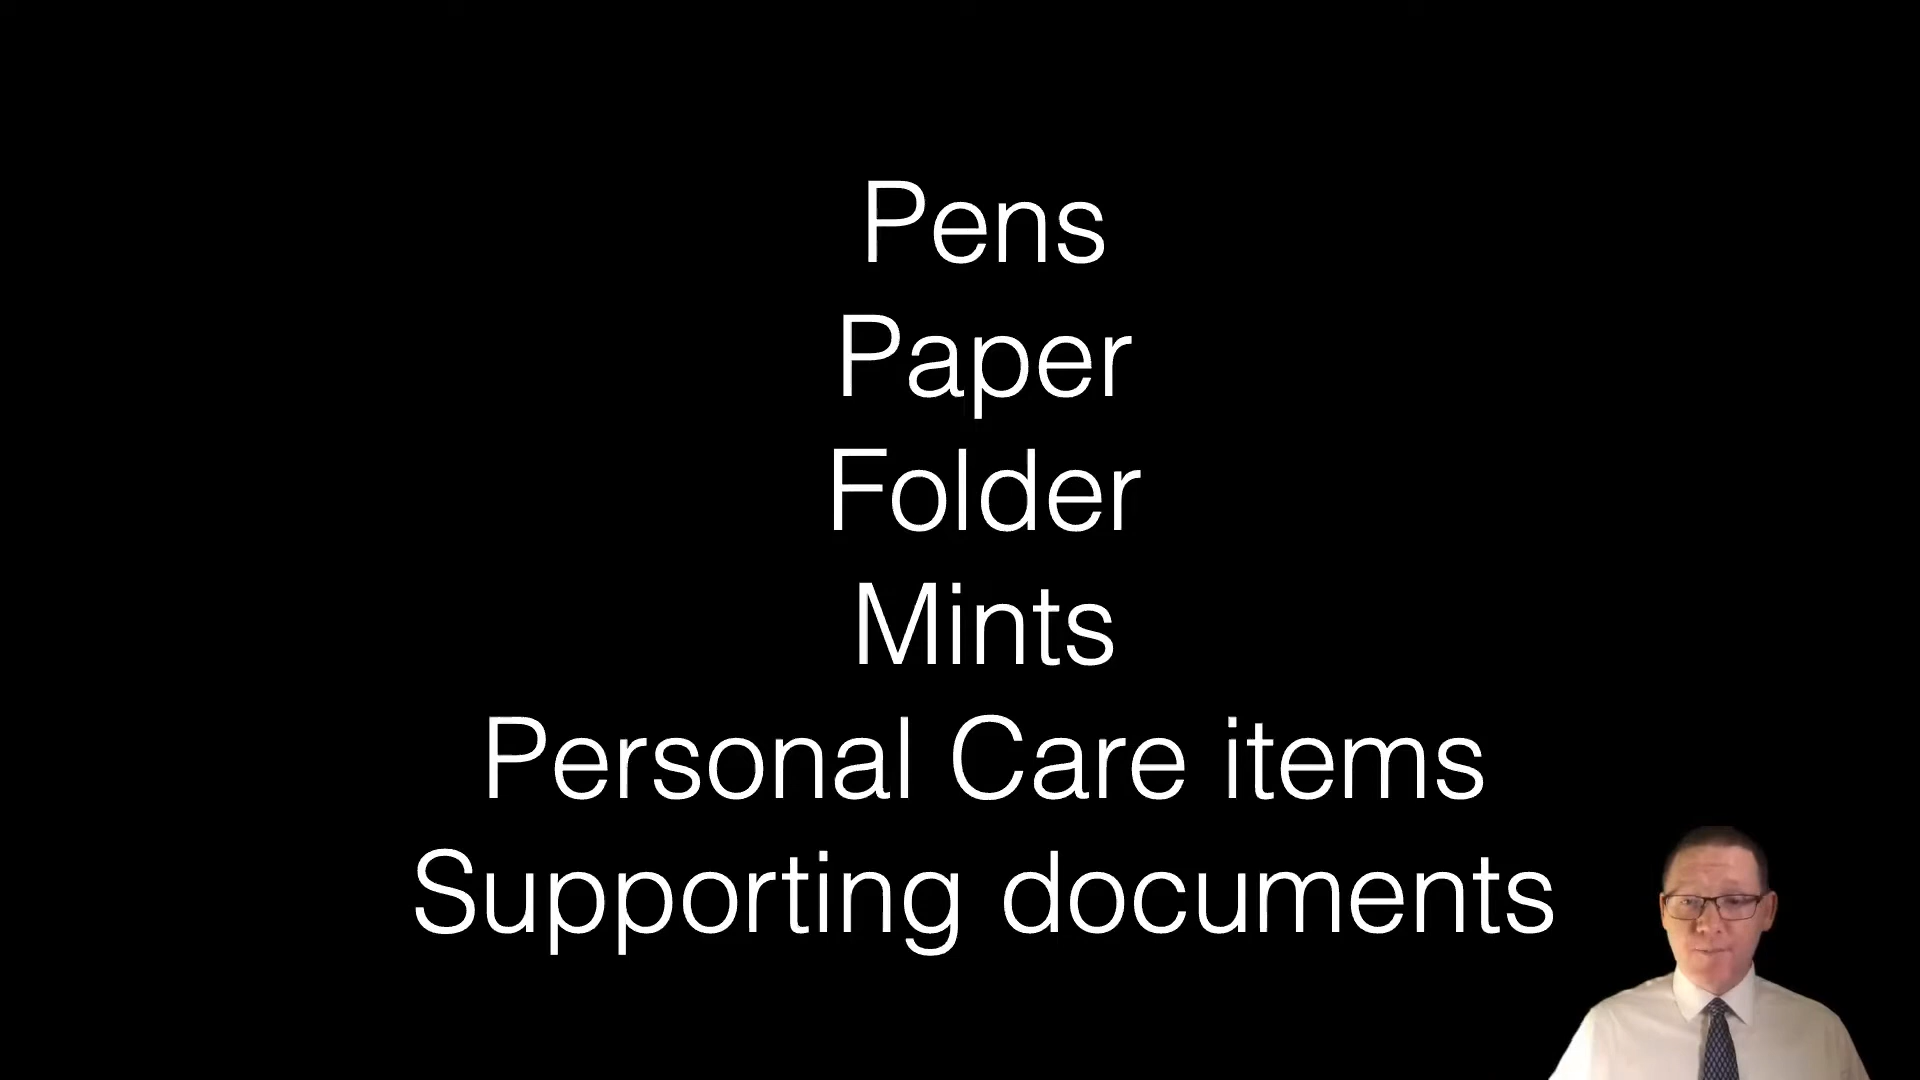 Pens
Paper
Folder
Mints
Personal Care items
Supporting documents